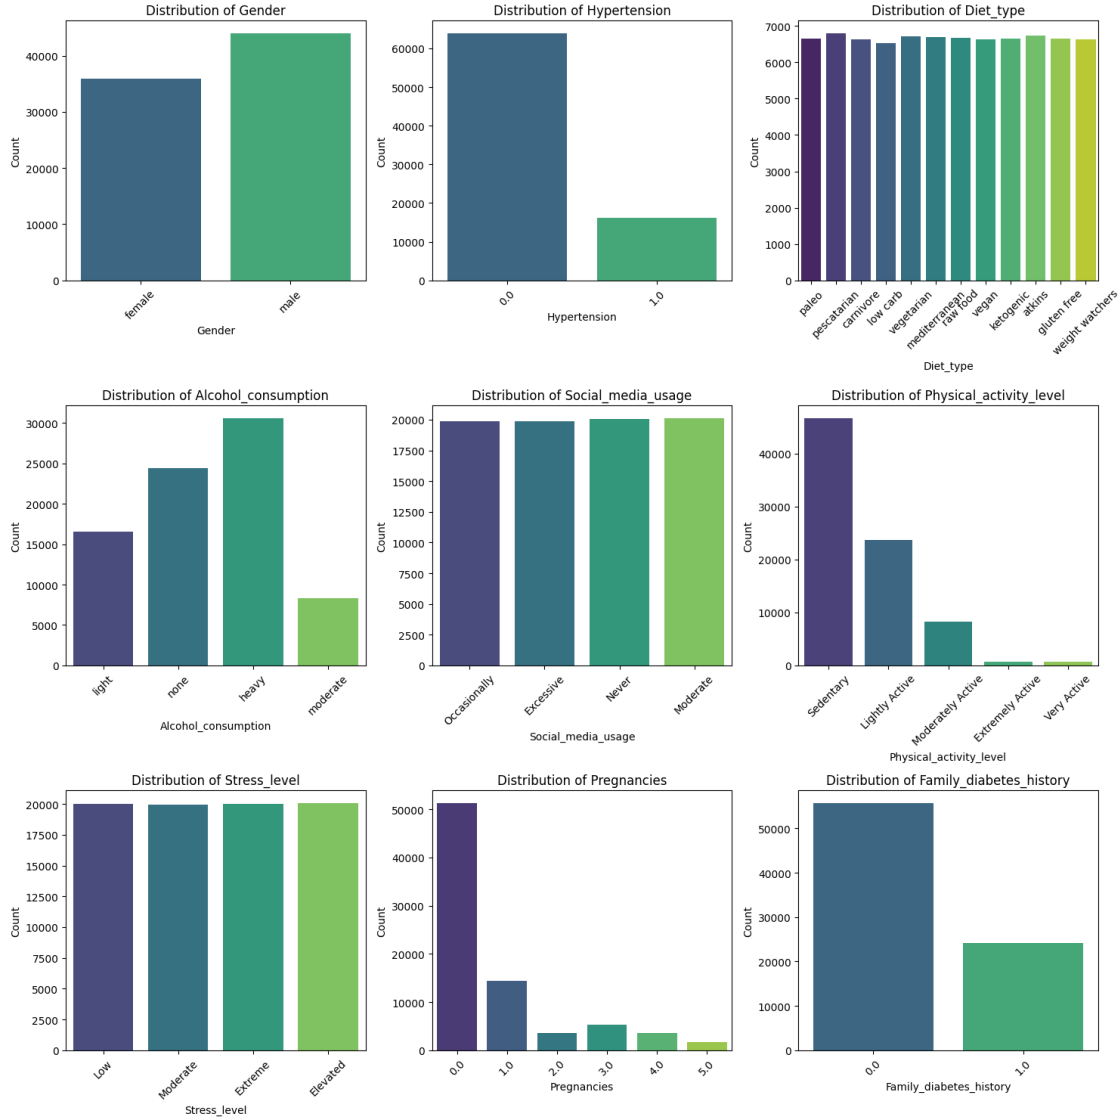 Distribution of Gender
Count
40000
30000
20000
10000
0
female
male
Gender
Distribution of Hypertension
Count
60000
50000
40000
30000
20000
10000
0
0.0
1.0
Hypertension
Distribution of Diet_type
Count
7000
6000
5000
4000
3000
2000
1000
0
paleo
pescatarian
carnivore
low carb
vegetarian
mediterranean
raw food
vegan
ketogenic
atkins
gluten free
weight watchers
Diet_type
Distribution of Alcohol_consumption
Count
30000
25000
20000
15000
10000
5000
0
light
none
heavy
moderate
Alcohol_consumption
Distribution of Social_media_usage
Count
20000
17500
15000
12500
10000
7500
5000
2500
0
Occasionally
Excessive
Never
Moderate
Social_media_usage
Distribution of Physical_activity_level
Count
40000
30000
20000
10000
0
Sedentary
Lightly Active
Moderately Active
Extremely Active
Very Active
Physical_activity_level
Distribution of Stress_level
Count
20000
17500
15000
12500
10000
7500
5000
2500
0
Low
Moderate
Extreme
Elevated
Stress_level
Distribution of Pregnancies
Count
50000
40000
30000
20000
10000
0
0.0
1.0
2.0
3.0
4.0
5.0
Pregnancies
Distribution of Family_diabetes_history
Count
50000
40000
30000
20000
10000
0
0.0
1.0
Family_diabetes_history